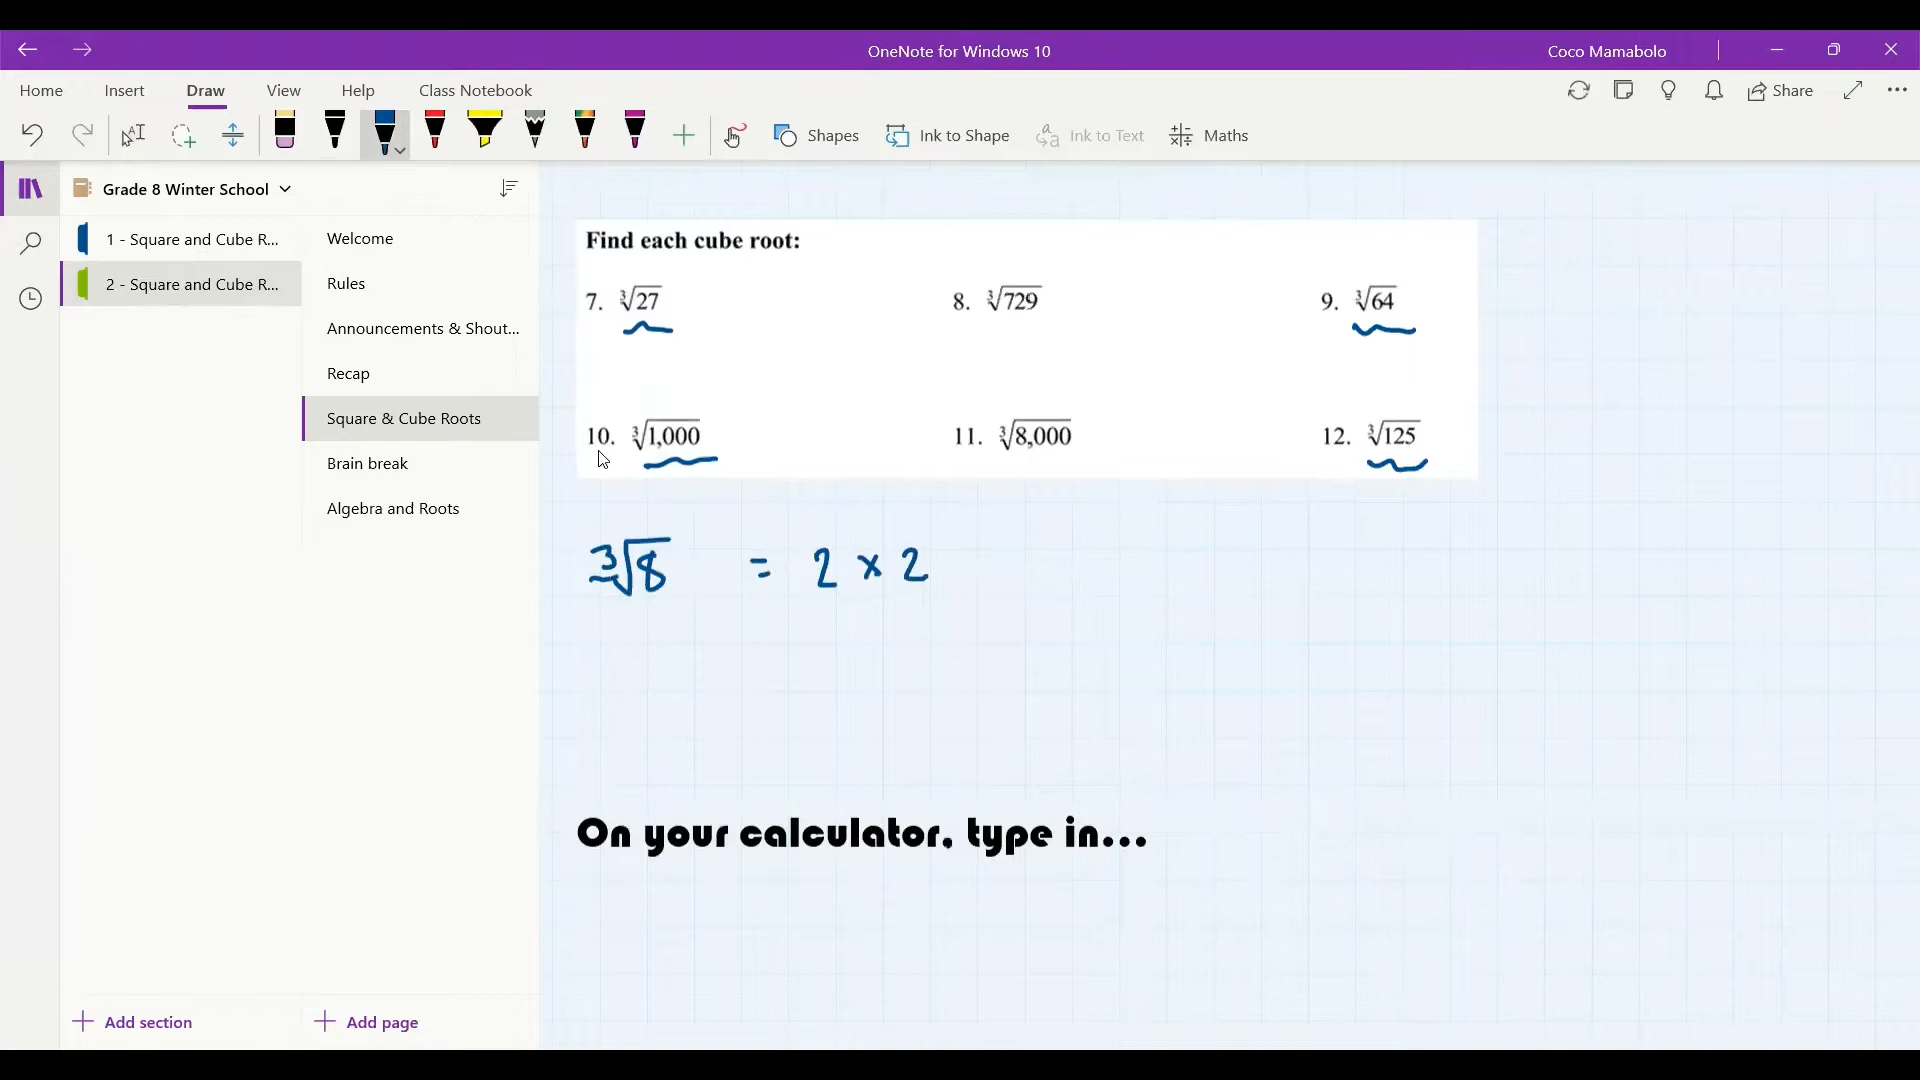 OneNote for Windows 10
Coco Mamabolo
Home Insert Draw View Help Class Notebook Share
Shapes Ink to Shape Ink to Text Maths
Grade 8 Winter School
1 - Square and Cube R...
2 - Square and Cube R...
Welcome
Rules
Announcements & Shout...
Recap
Square & Cube Roots
Brain break
Algebra and Roots
Add section
Add page
Find each cube root:
7. ∛27 8. ∛729 9. ∛64
10. ∛1,000 11. ∛8,000 12. ∛125
∛8 = 2 × 2
On your calculator, type in...